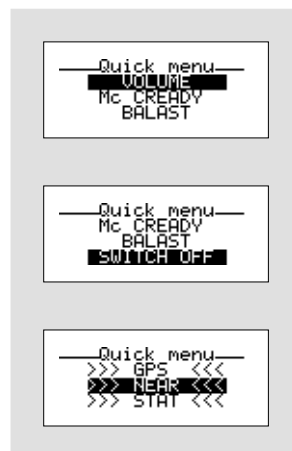 Quick menu
VOLUME
Mc CREADY
BALAST
Quick menu
Mc CREADY
BALAST
SWITCH OFF
Quick menu
>>> GPS <<<
>>> NEAR <<<
>>> STAT <<<